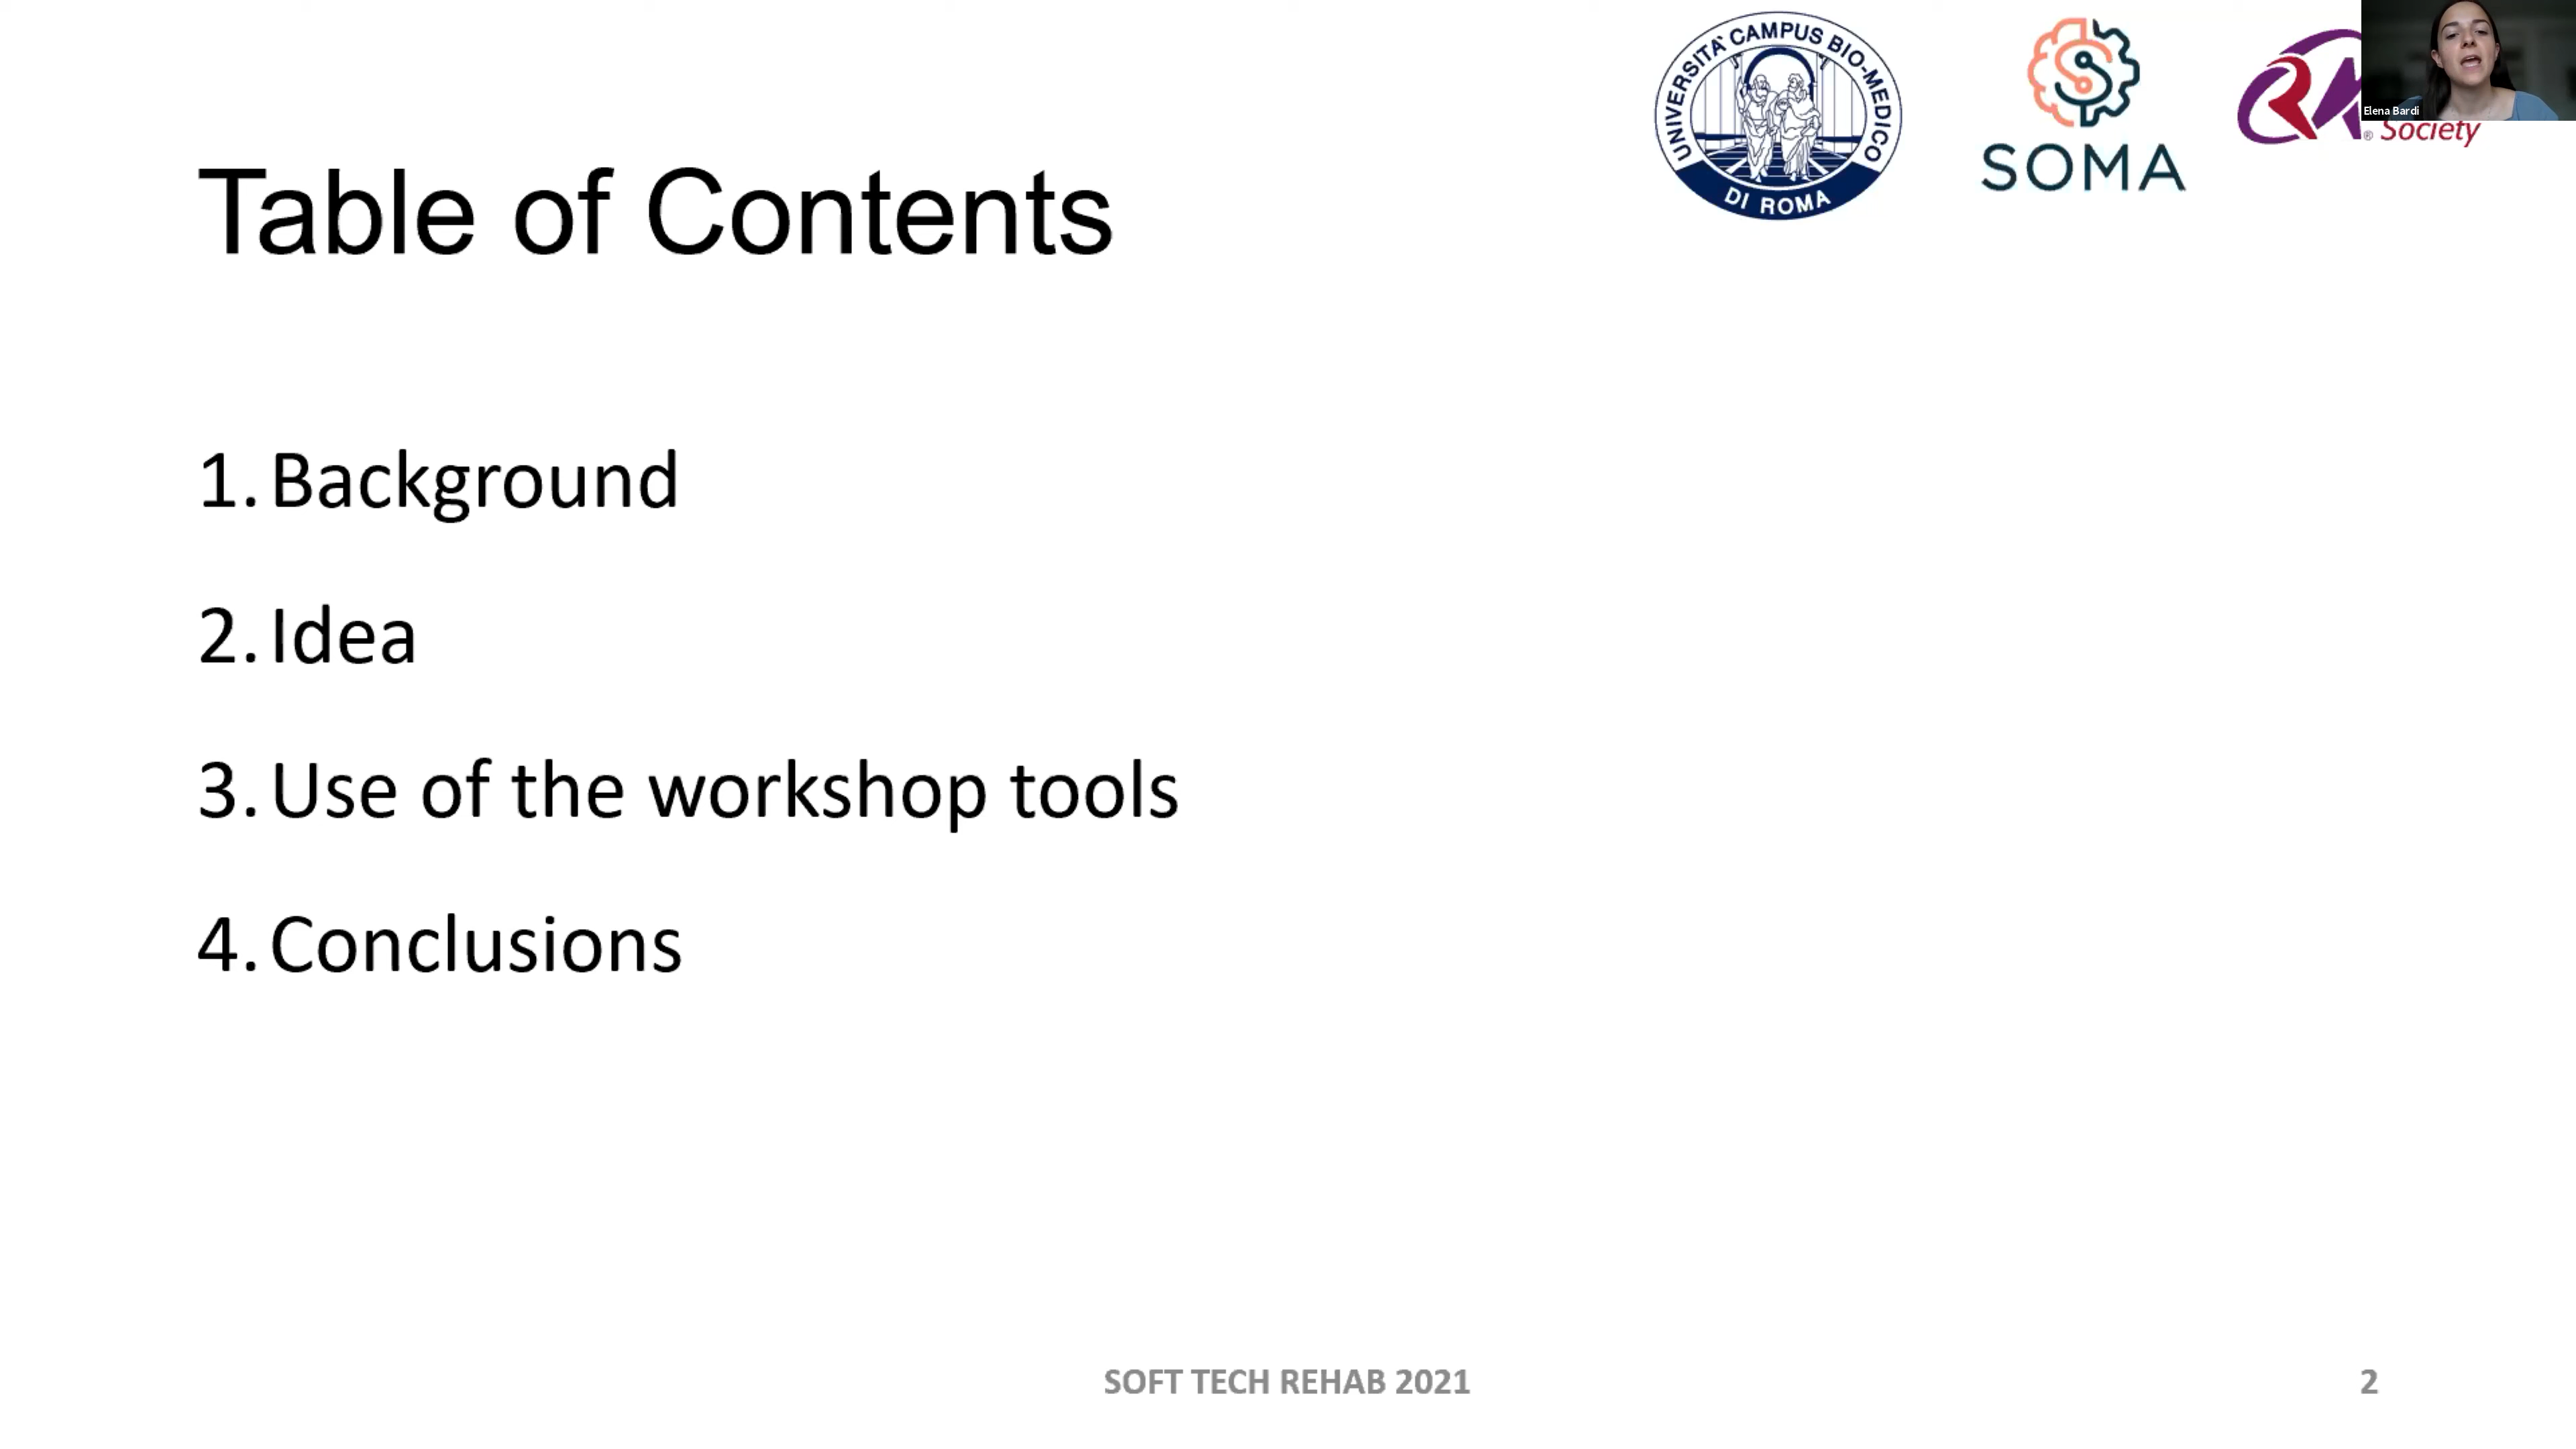 UNIVERSITA' CAMPUS BIO-MEDICO
DI ROMA
SOMA
Elena Bardi
® Society
Table of Contents
1. Background
2. Idea
3. Use of the workshop tools
4. Conclusions
SOFT TECH REHAB 2021
2